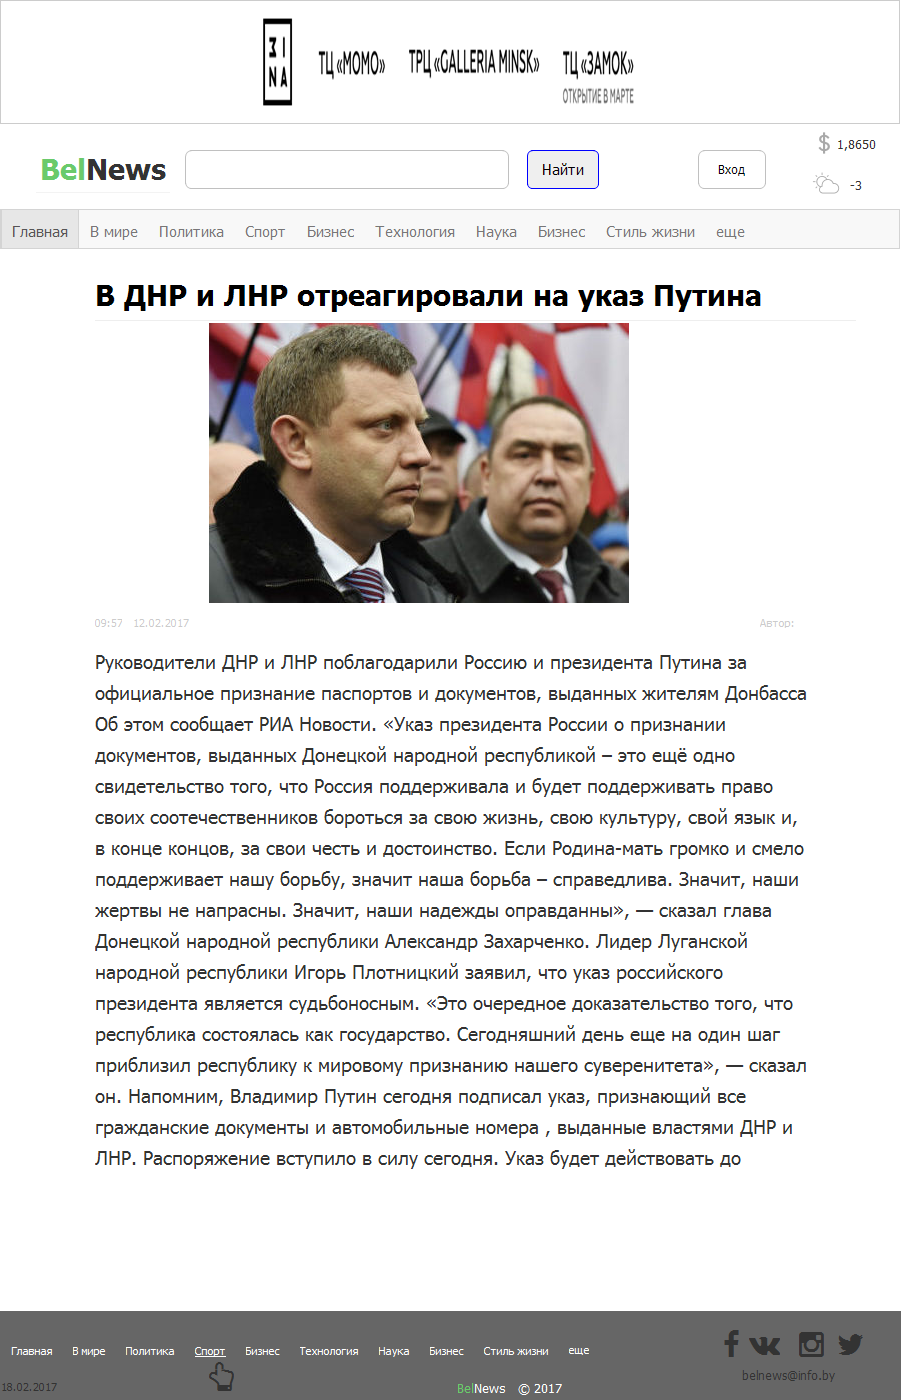 ЗINA
ТЦ «МОМО» ТРЦ «GALLERIA MINSK» ТЦ «ЗАМОК»
ОТКРЫТИЕ В МАРТЕ
$ 1,8650
BelNews Найти Вход
-3
Главная В мире Политика Спорт Бизнес Технология Наука Бизнес Стиль жизни еще
В ДНР и ЛНР отреагировали на указ Путина
09:57 12.02.2017 Автор:
Руководители ДНР и ЛНР поблагодарили Россию и президента Путина за
официальное признание паспортов и документов, выданных жителям Донбасса
Об этом сообщает РИА Новости. «Указ президента России о признании
документов, выданных Донецкой народной республикой – это ещё одно
свидетельство того, что Россия поддерживала и будет поддерживать право
своих соотечественников бороться за свою жизнь, свою культуру, свой язык и,
в конце концов, за свои честь и достоинство. Если Родина-мать громко и смело
поддерживает нашу борьбу, значит наша борьба – справедлива. Значит, наши
жертвы не напрасны. Значит, наши надежды оправданны», — сказал глава
Донецкой народной республики Александр Захарченко. Лидер Луганской
народной республики Игорь Плотницкий заявил, что указ российского
президента является судьбоносным. «Это очередное доказательство того, что
республика состоялась как государство. Сегодняшний день еще на один шаг
приблизил республику к мировому признанию нашего суверенитета», — сказал
он. Напомним, Владимир Путин сегодня подписал указ, признающий все
гражданские документы и автомобильные номера , выданные властями ДНР и
ЛНР. Распоряжение вступило в силу сегодня. Указ будет действовать до
Главная В мире Политика Спорт Бизнес Технология Наука Бизнес Стиль жизни еще
belnews@info.by
18.02.2017 BelNews © 2017